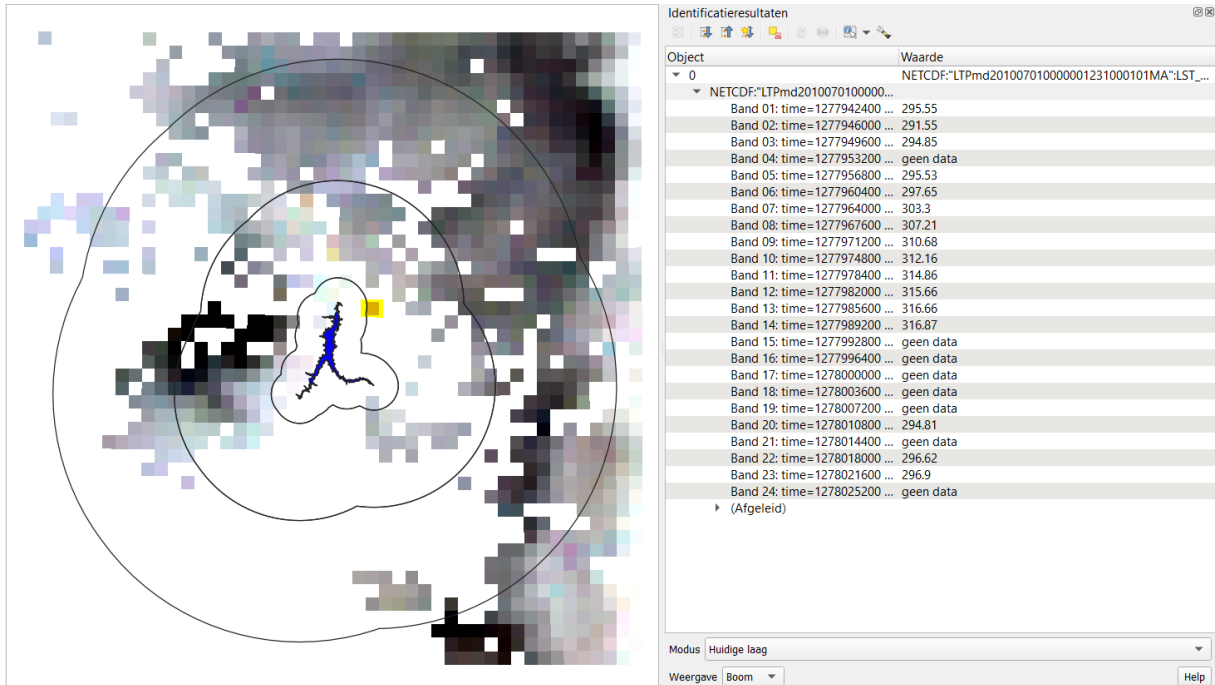 Identificatieresultaten
Object Waarde
0 NETCDF:"LTPmd201007010000001231000101MA":LST_...
NETCDF:"LTPmd2010070100000...
Band 01: time=1277942400 ... 295.55
Band 02: time=1277946000 ... 291.55
Band 03: time=1277949600 ... 294.85
Band 04: time=1277953200 ... geen data
Band 05: time=1277956800 ... 295.53
Band 06: time=1277960400 ... 297.65
Band 07: time=1277964000 ... 303.3
Band 08: time=1277967600 ... 307.21
Band 09: time=1277971200 ... 310.68
Band 10: time=1277974800 ... 312.16
Band 11: time=1277978400 ... 314.86
Band 12: time=1277982000 ... 315.66
Band 13: time=1277985600 ... 316.66
Band 14: time=1277989200 ... 316.87
Band 15: time=1277992800 ... geen data
Band 16: time=1277996400 ... geen data
Band 17: time=1278000000 ... geen data
Band 18: time=1278003600 ... geen data
Band 19: time=1278007200 ... geen data
Band 20: time=1278010800 ... 294.81
Band 21: time=1278014400 ... geen data
Band 22: time=1278018000 ... 296.62
Band 23: time=1278021600 ... 296.9
Band 24: time=1278025200 ... geen data
(Afgeleid)
Modus Huidige laag
Weergave Boom Help